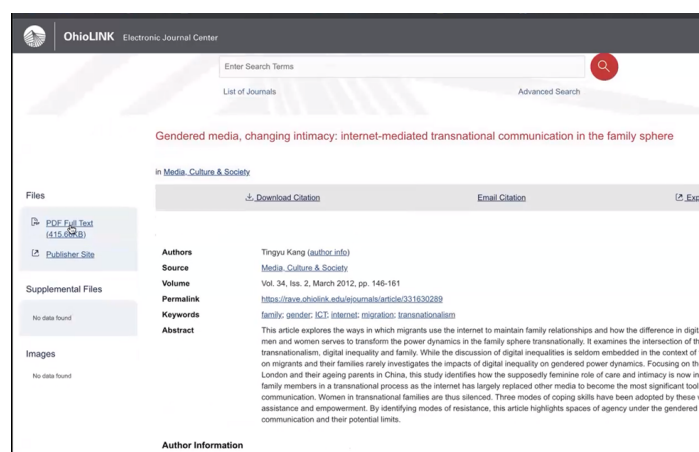 OhioLINK Electronic Journal Center
Enter Search Terms
List of Journals Advanced Search
Gendered media, changing intimacy: internet-mediated transnational communication in the family sphere
in Media, Culture & Society
Download Citation Email Citation Exp
Files
PDF Full Text
(415.66KB)
Publisher Site
Supplemental Files
No data found
Images
No data found
Authors Tingyu Kang (author info)
Source Media, Culture & Society
Volume Vol. 34, Iss. 2, March 2012, pp. 146-161
Permalink https://rave.ohiolink.edu/ejournals/article/331630289
Keywords family; gender; ICT; internet; migration; transnationalism
Abstract This article explores the ways in which migrants use the internet to maintain family relationships and how the difference in digit
men and women serves to transform the power dynamics in the family sphere transnationally. It examines the intersection of th
transnationalism, digital inequality and family. While the discussion of digital inequalities is seldom embedded in the context of
on migrants and their families rarely investigates the impacts of digital inequality on gendered power dynamics. Focusing on th
London and their ageing parents in China, this study identifies how the supposedly feminine role of care and intimacy is now in
family members in a transnational process as the internet has largely replaced other media to become the most significant tool
communication. Women in transnational families are thus silenced. Three modes of coping skills have been adopted by these
assistance and empowerment. By identifying modes of resistance, this article highlights spaces of agency under the gendered
communication and their potential limits.
Author Information